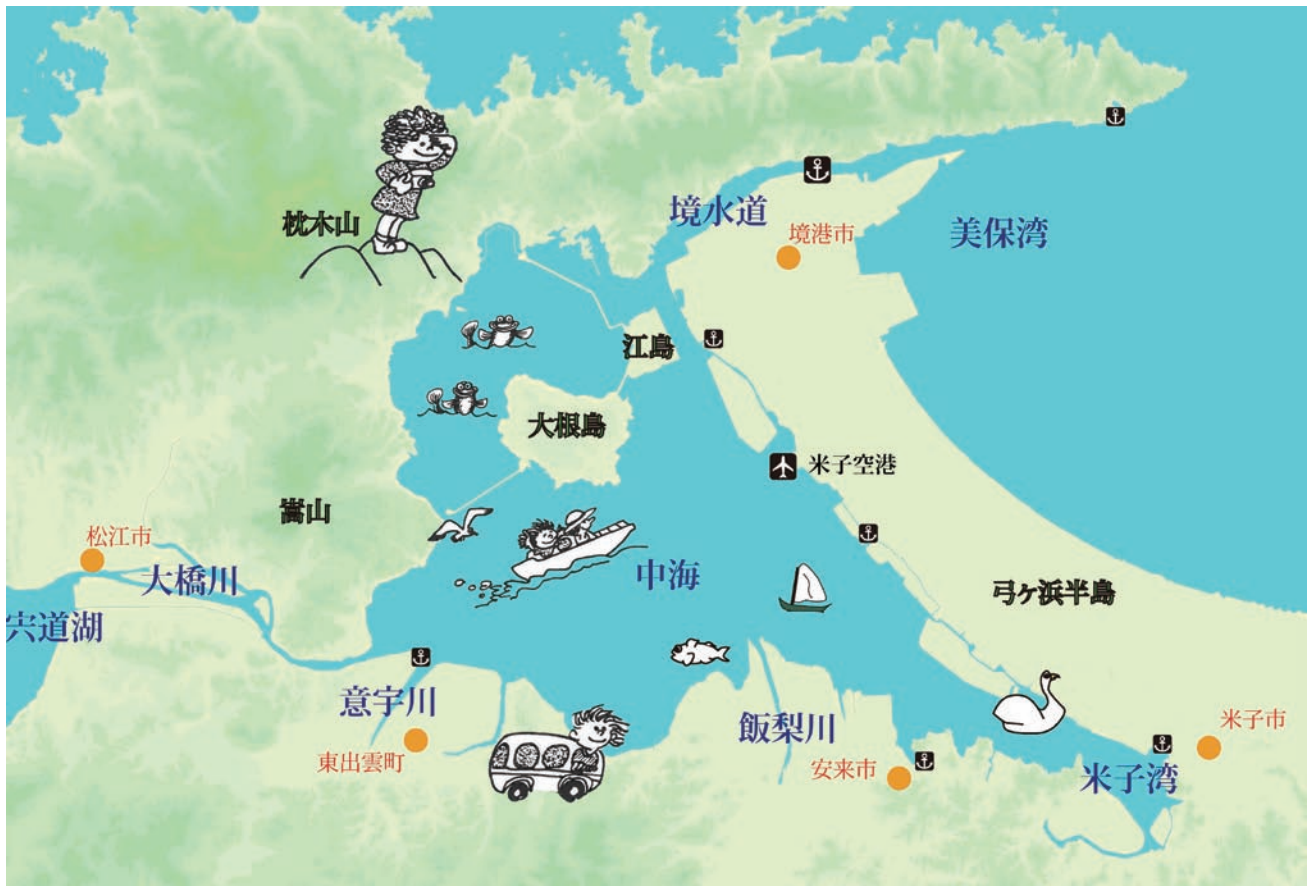 境水道
枕木山
境港市
美保湾
江島
大根島
米子空港
嵩山
松江市
大橋川
中海
弓ヶ浜半島
宍道湖
意宇川
飯梨川
米子市
東出雲町
安来市
米子湾